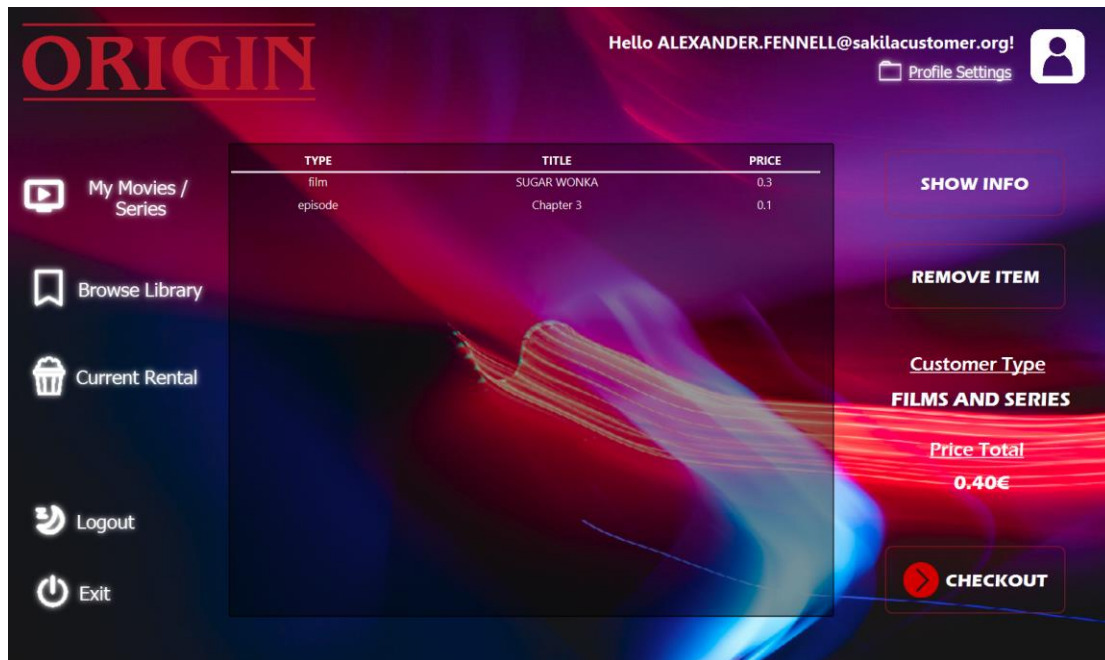 ORIGIN
Hello ALEXANDER.FENNELL@sakilacustomer.org!
Profile Settings
My Movies /
Series
Browse Library
Current Rental
Logout
Exit
TYPE TITLE PRICE
film SUGAR WONKA 0.3
episode Chapter 3 0.1
SHOW INFO
REMOVE ITEM
Customer Type
FILMS AND SERIES
Price Total
0.40€
CHECKOUT